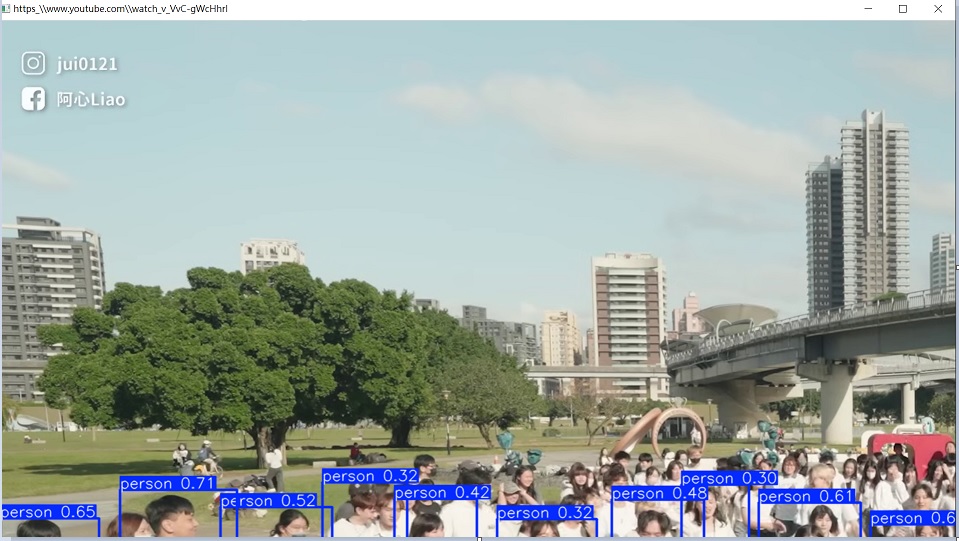 https_\\www.youtube.com\\watch_v_VvC-gWcHhrI
jui0121
阿心Liao
person 0.71
person 0.32
person 0.30
person 0.42
person 0.48
person 0.61
person 0.52
person 0.65
person 0.32
person 0.6